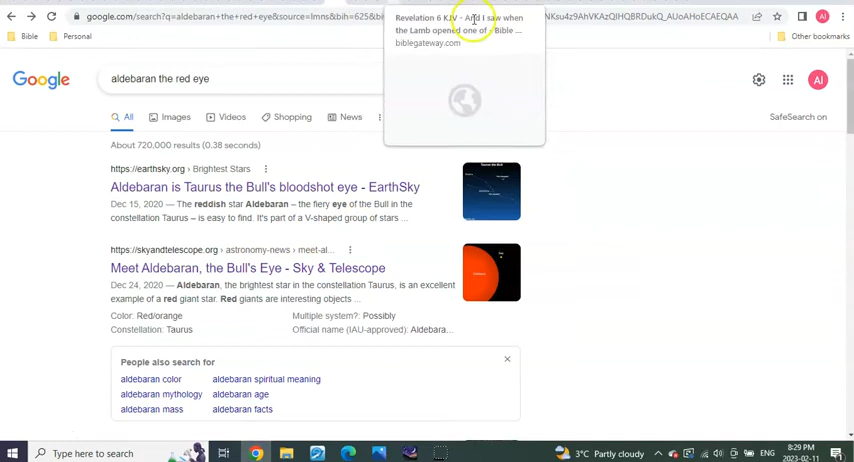 google.com/search?q=aldebaran+the+red+eye&source=lmns&bih=625&bi
NKsu4z9AhVKAzQIHQBRDukQ_AUoAHoECAEQAA
Revelation 6 KJV - And I saw when
the Lamb opened one of - Bible ...
biblegateway.com
Bible
Personal
Other bookmarks
Google
aldebaran the red eye
AI
AI
All
Images
Videos
Shopping
News
SafeSearch on
About 720,000 results (0.38 seconds)
https://earthsky.org › Brightest Stars
Aldebaran is Taurus the Bull's bloodshot eye - EarthSky
Dec 15, 2020 — The reddish star Aldebaran – the fiery eye of the Bull in the
constellation Taurus – is easy to find. It's part of a V-shaped group of stars ...
https://skyandtelescope.org › astronomy-news › meet-al...
Meet Aldebaran, the Bull's Eye - Sky & Telescope
Dec 24, 2020 — Aldebaran, the brightest star in the constellation Taurus, is an excellent
example of a red giant star. Red giants are interesting objects ...
Color: Red/orange
Multiple system?: Possibly
Constellation: Taurus
Official name (IAU-approved): Aldebara...
People also search for
aldebaran color
aldebaran spiritual meaning
aldebaran mythology
aldebaran age
aldebaran mass
aldebaran facts
Type here to search
3°C Partly cloudy
ENG
8:29 PM
2023-02-11